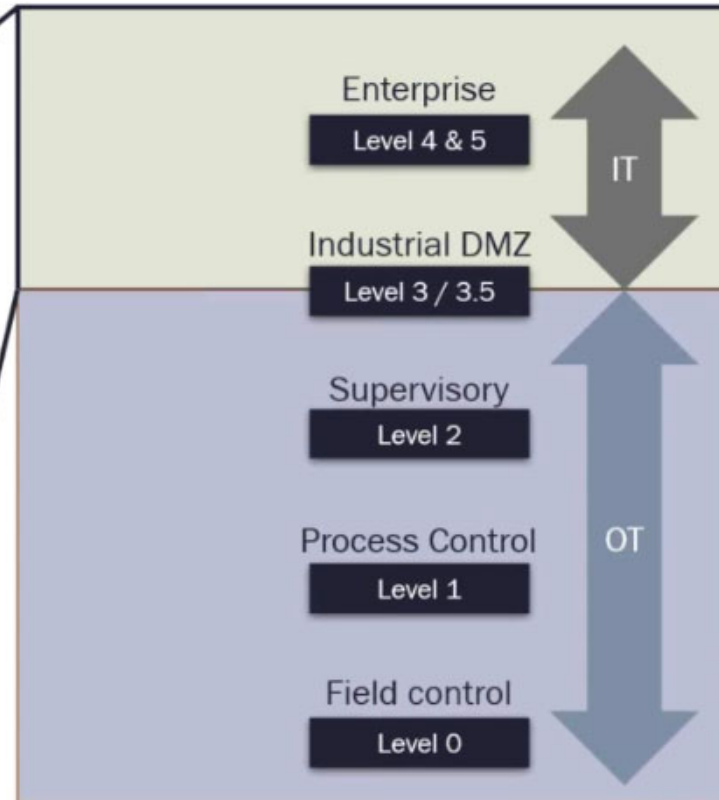 Enterprise
Level 4 & 5
IT
Industrial DMZ
Level 3 / 3.5
Supervisory
Level 2
Process Control
OT
Level 1
Field control
Level 0